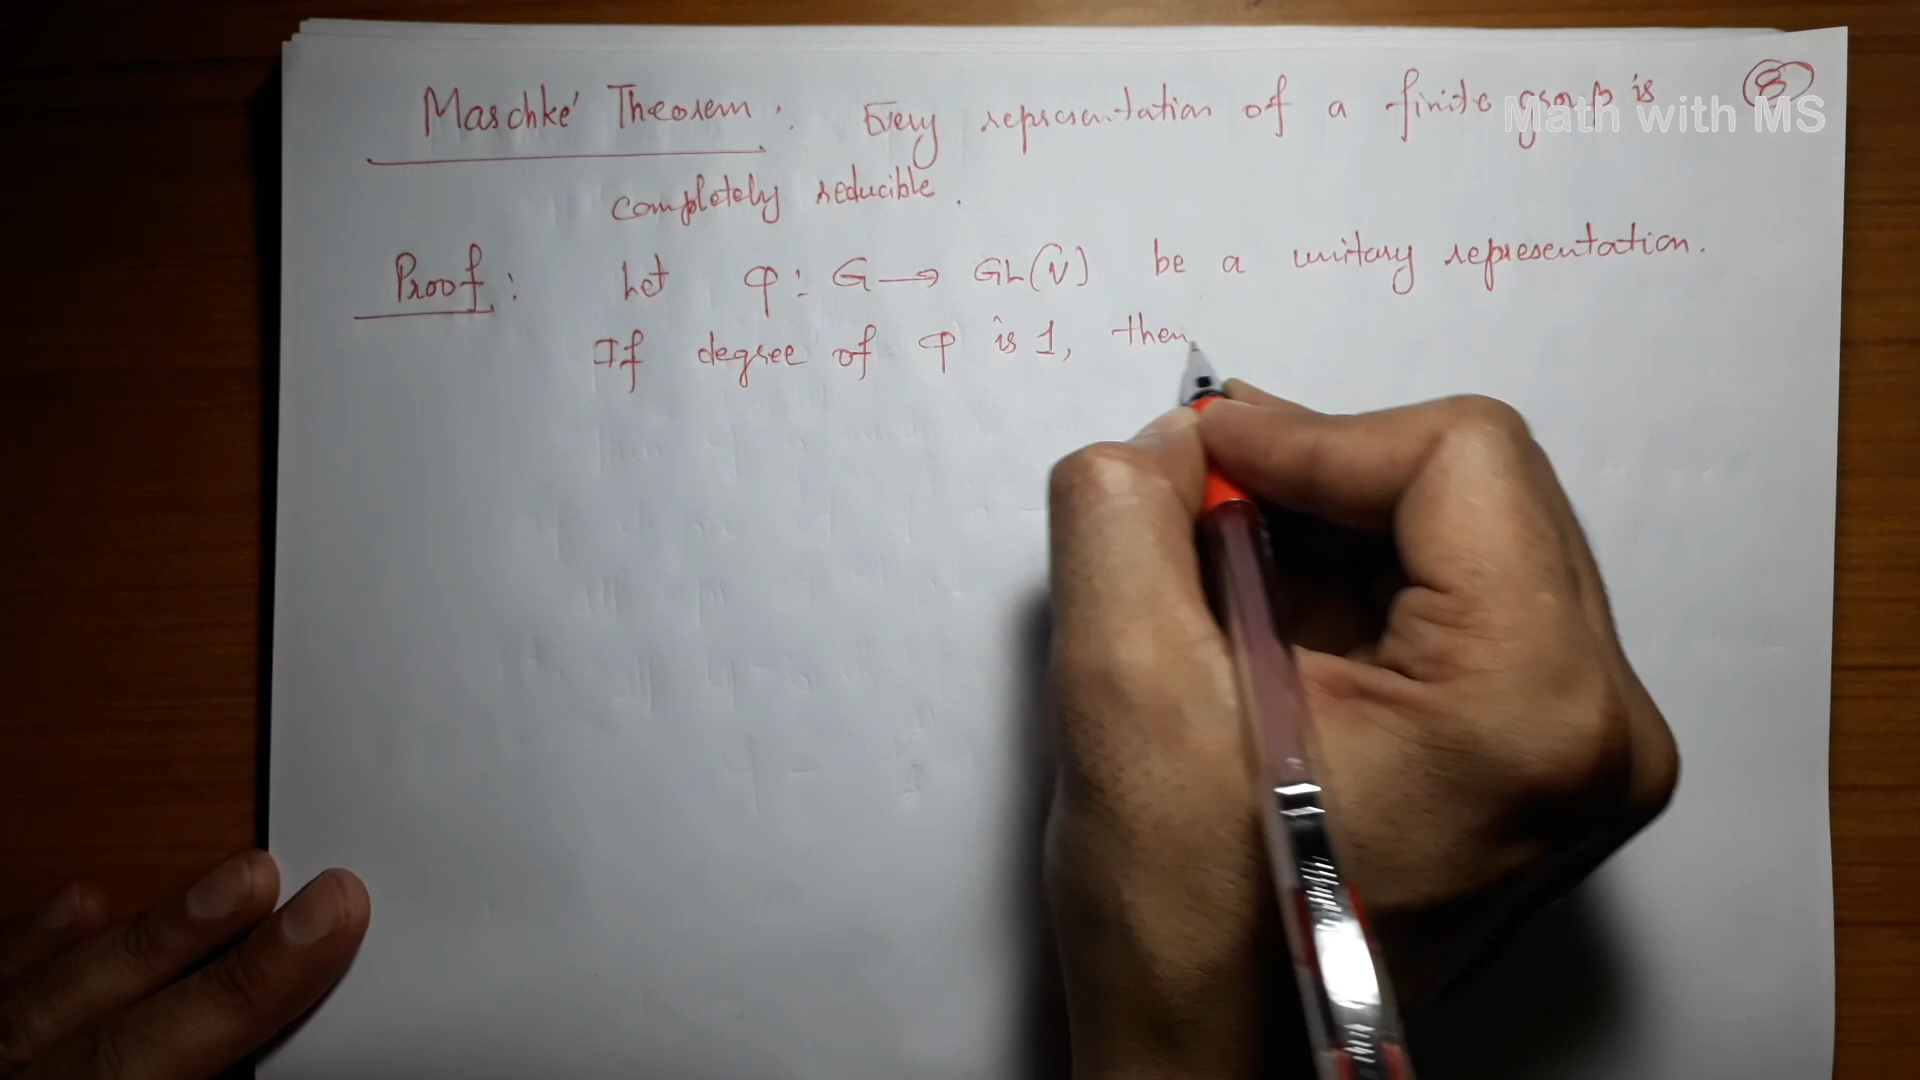 Maschke' Theorem : Every representation of a finite group is 8
Math with MS
completely reducible.
Proof : Let φ : G → GL(V) be a unitary representation.
If degree of φ is 1, then